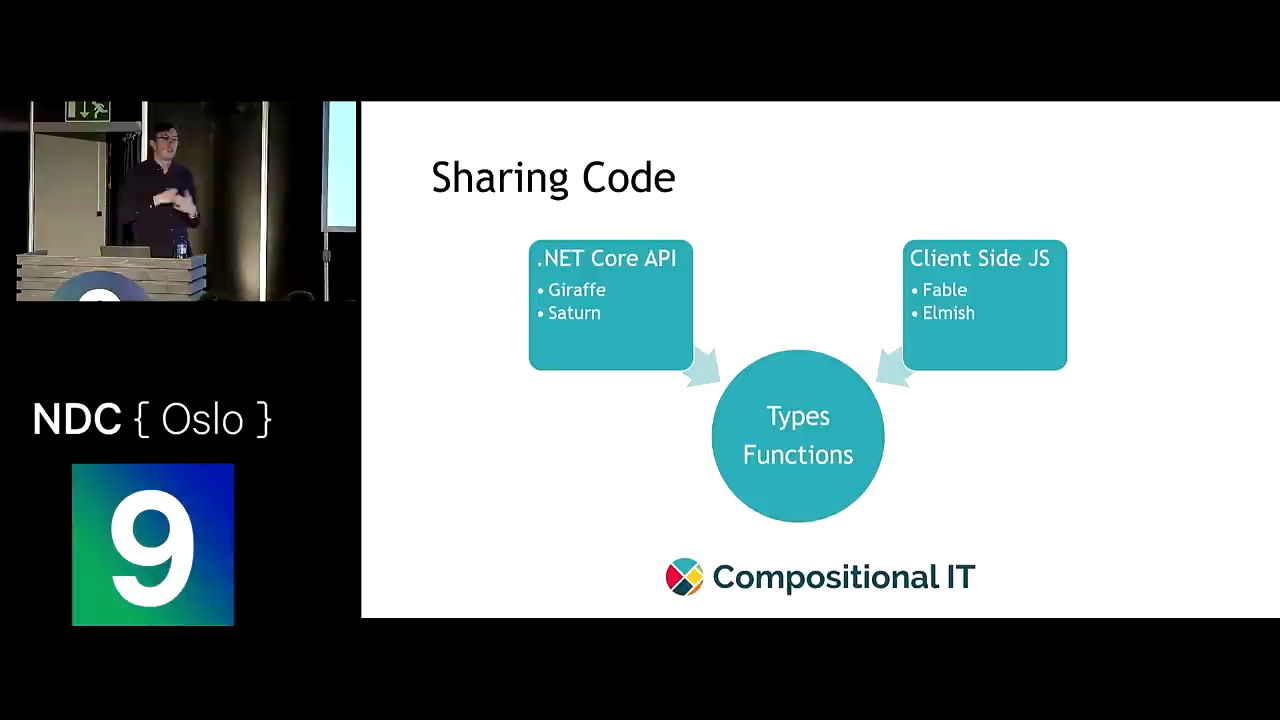 Sharing Code
.NET Core API
• Giraffe
• Saturn
Client Side JS
• Fable
• Elmish
Types
Functions
Compositional IT
NDC { Oslo }
9